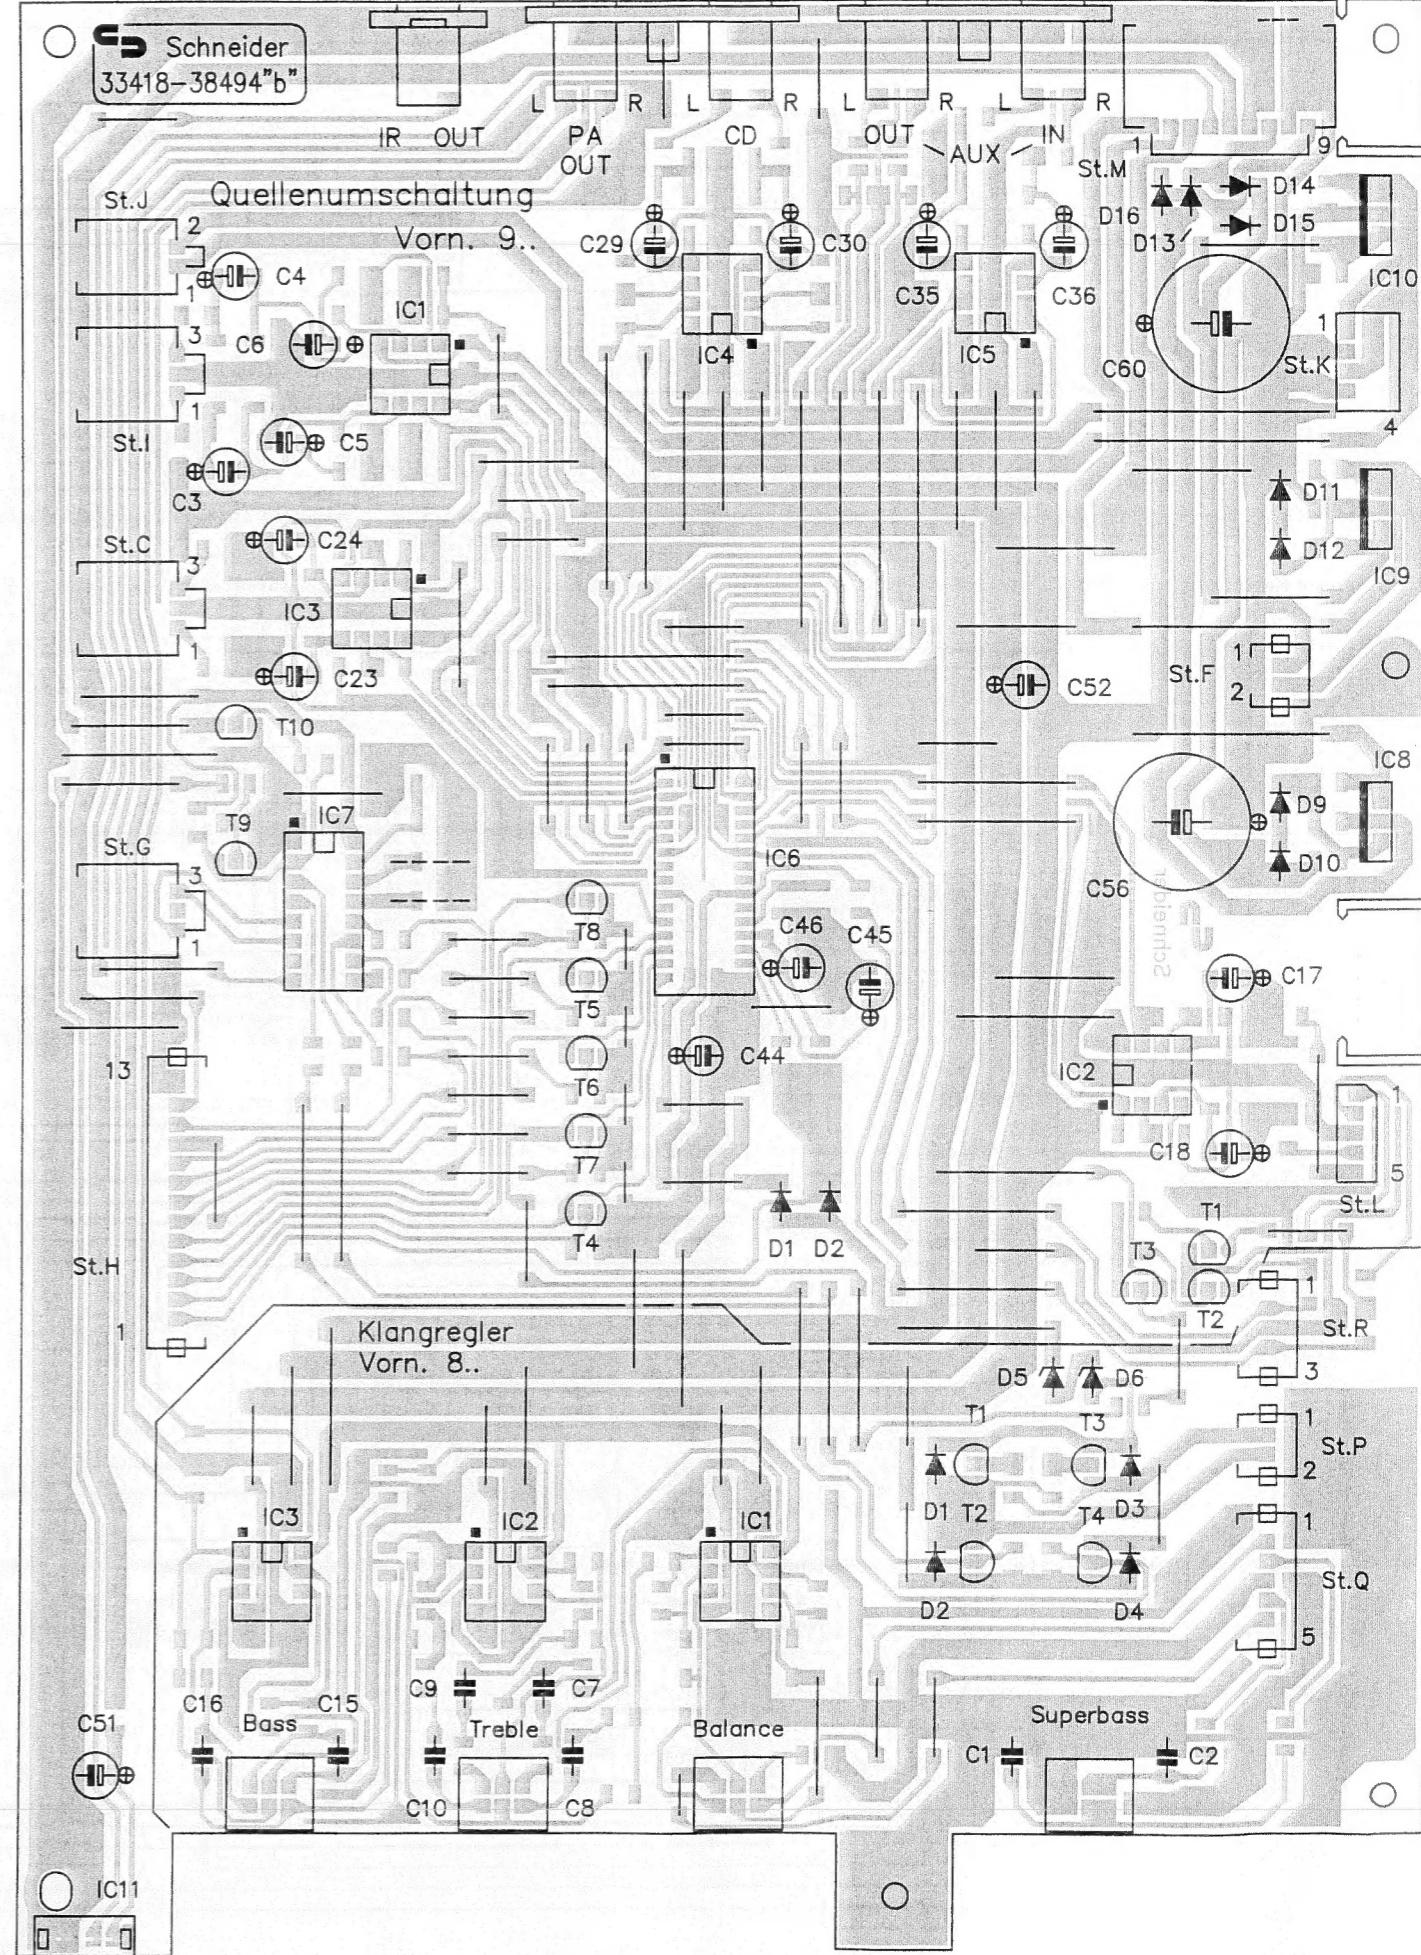 Schneider
33418-38494"b"
L R L R L R L R
IR OUT
PA
OUT
CD
OUT
AUX
IN
1 9
St.M
Quellenumschaltung
Vorn. 9..
St.J
2
1
C4
C29
C30
C35
C36
D16
D13
D14
D15
IC10
3
St.I
1
C6
IC1
IC4
IC5
C60
1
St.K
4
C5
C3
C24
D11
D12
IC9
St.C
3
1
IC3
C23
T10
C52
St.F
1
2
IC8
T9
IC7
IC6
D9
D10
C56
Schneider
St.G
3
1
T8
C46
C45
C17
T5
C44
T6
IC2
13
T7
C18
1
5
St.L
T4
D1 D2
T1
T3
T2
St.H
1
1
St.R
3
Klangregler
Vorn. 8..
D5
D6
T1
T3
1
St.P
2
D1
T2
T4
D3
1
St.Q
5
IC3
IC2
IC1
D2
D4
C9
C7
C16
Bass
C15
Treble
Balance
Superbass
C51
C1
C2
C10
C8
IC11